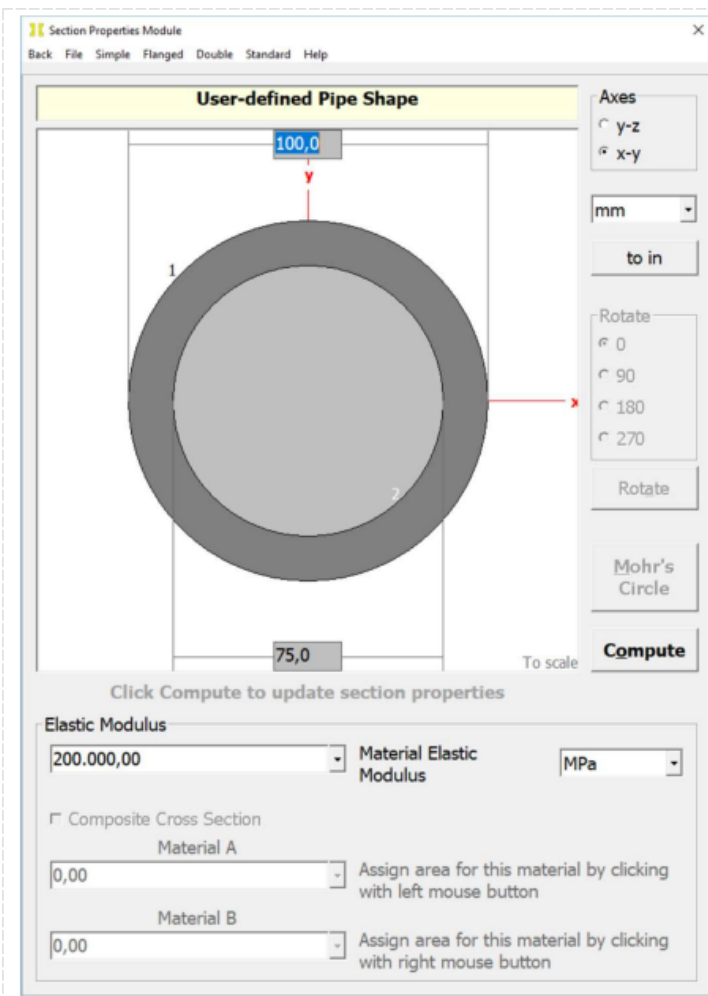 Section Properties Module
Back File Simple Flanged Double Standard Help
User-defined Pipe Shape
100,0
y
1
x
2
75,0
To scale
Axes
y-z
x-y
mm
to in
Rotate
0
90
180
270
Rotate
Mohr's
Circle
Compute
Click Compute to update section properties
Elastic Modulus
200.000,00
Material Elastic
Modulus
MPa
Composite Cross Section
Material A
0,00
Assign area for this material by clicking
with left mouse button
Material B
0,00
Assign area for this material by clicking
with right mouse button